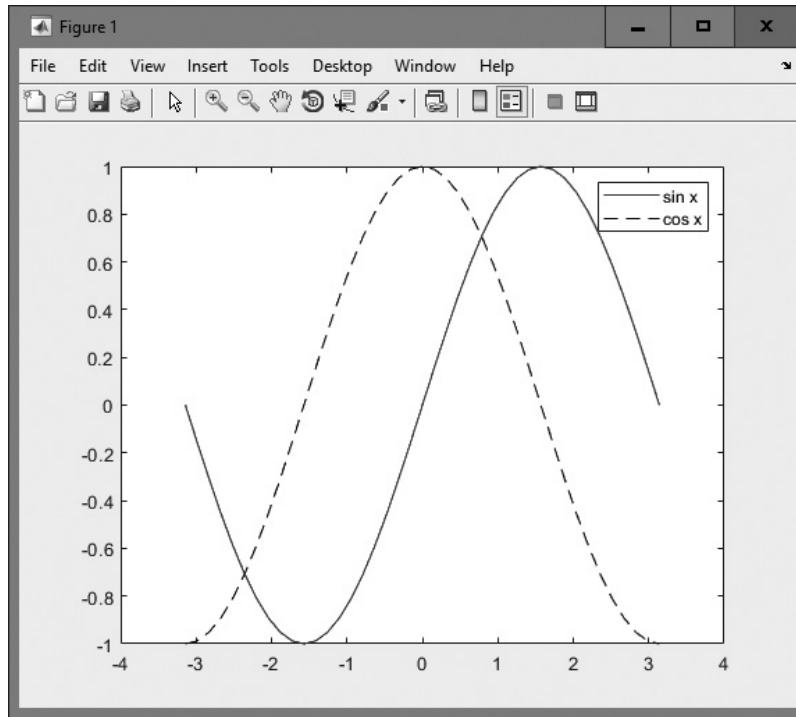 Figure 1
File Edit View Insert Tools Desktop Window Help
sin x
cos x
1
0.8
0.6
0.4
0.2
0
-0.2
-0.4
-0.6
-0.8
-1
-4 -3 -2 -1 0 1 2 3 4